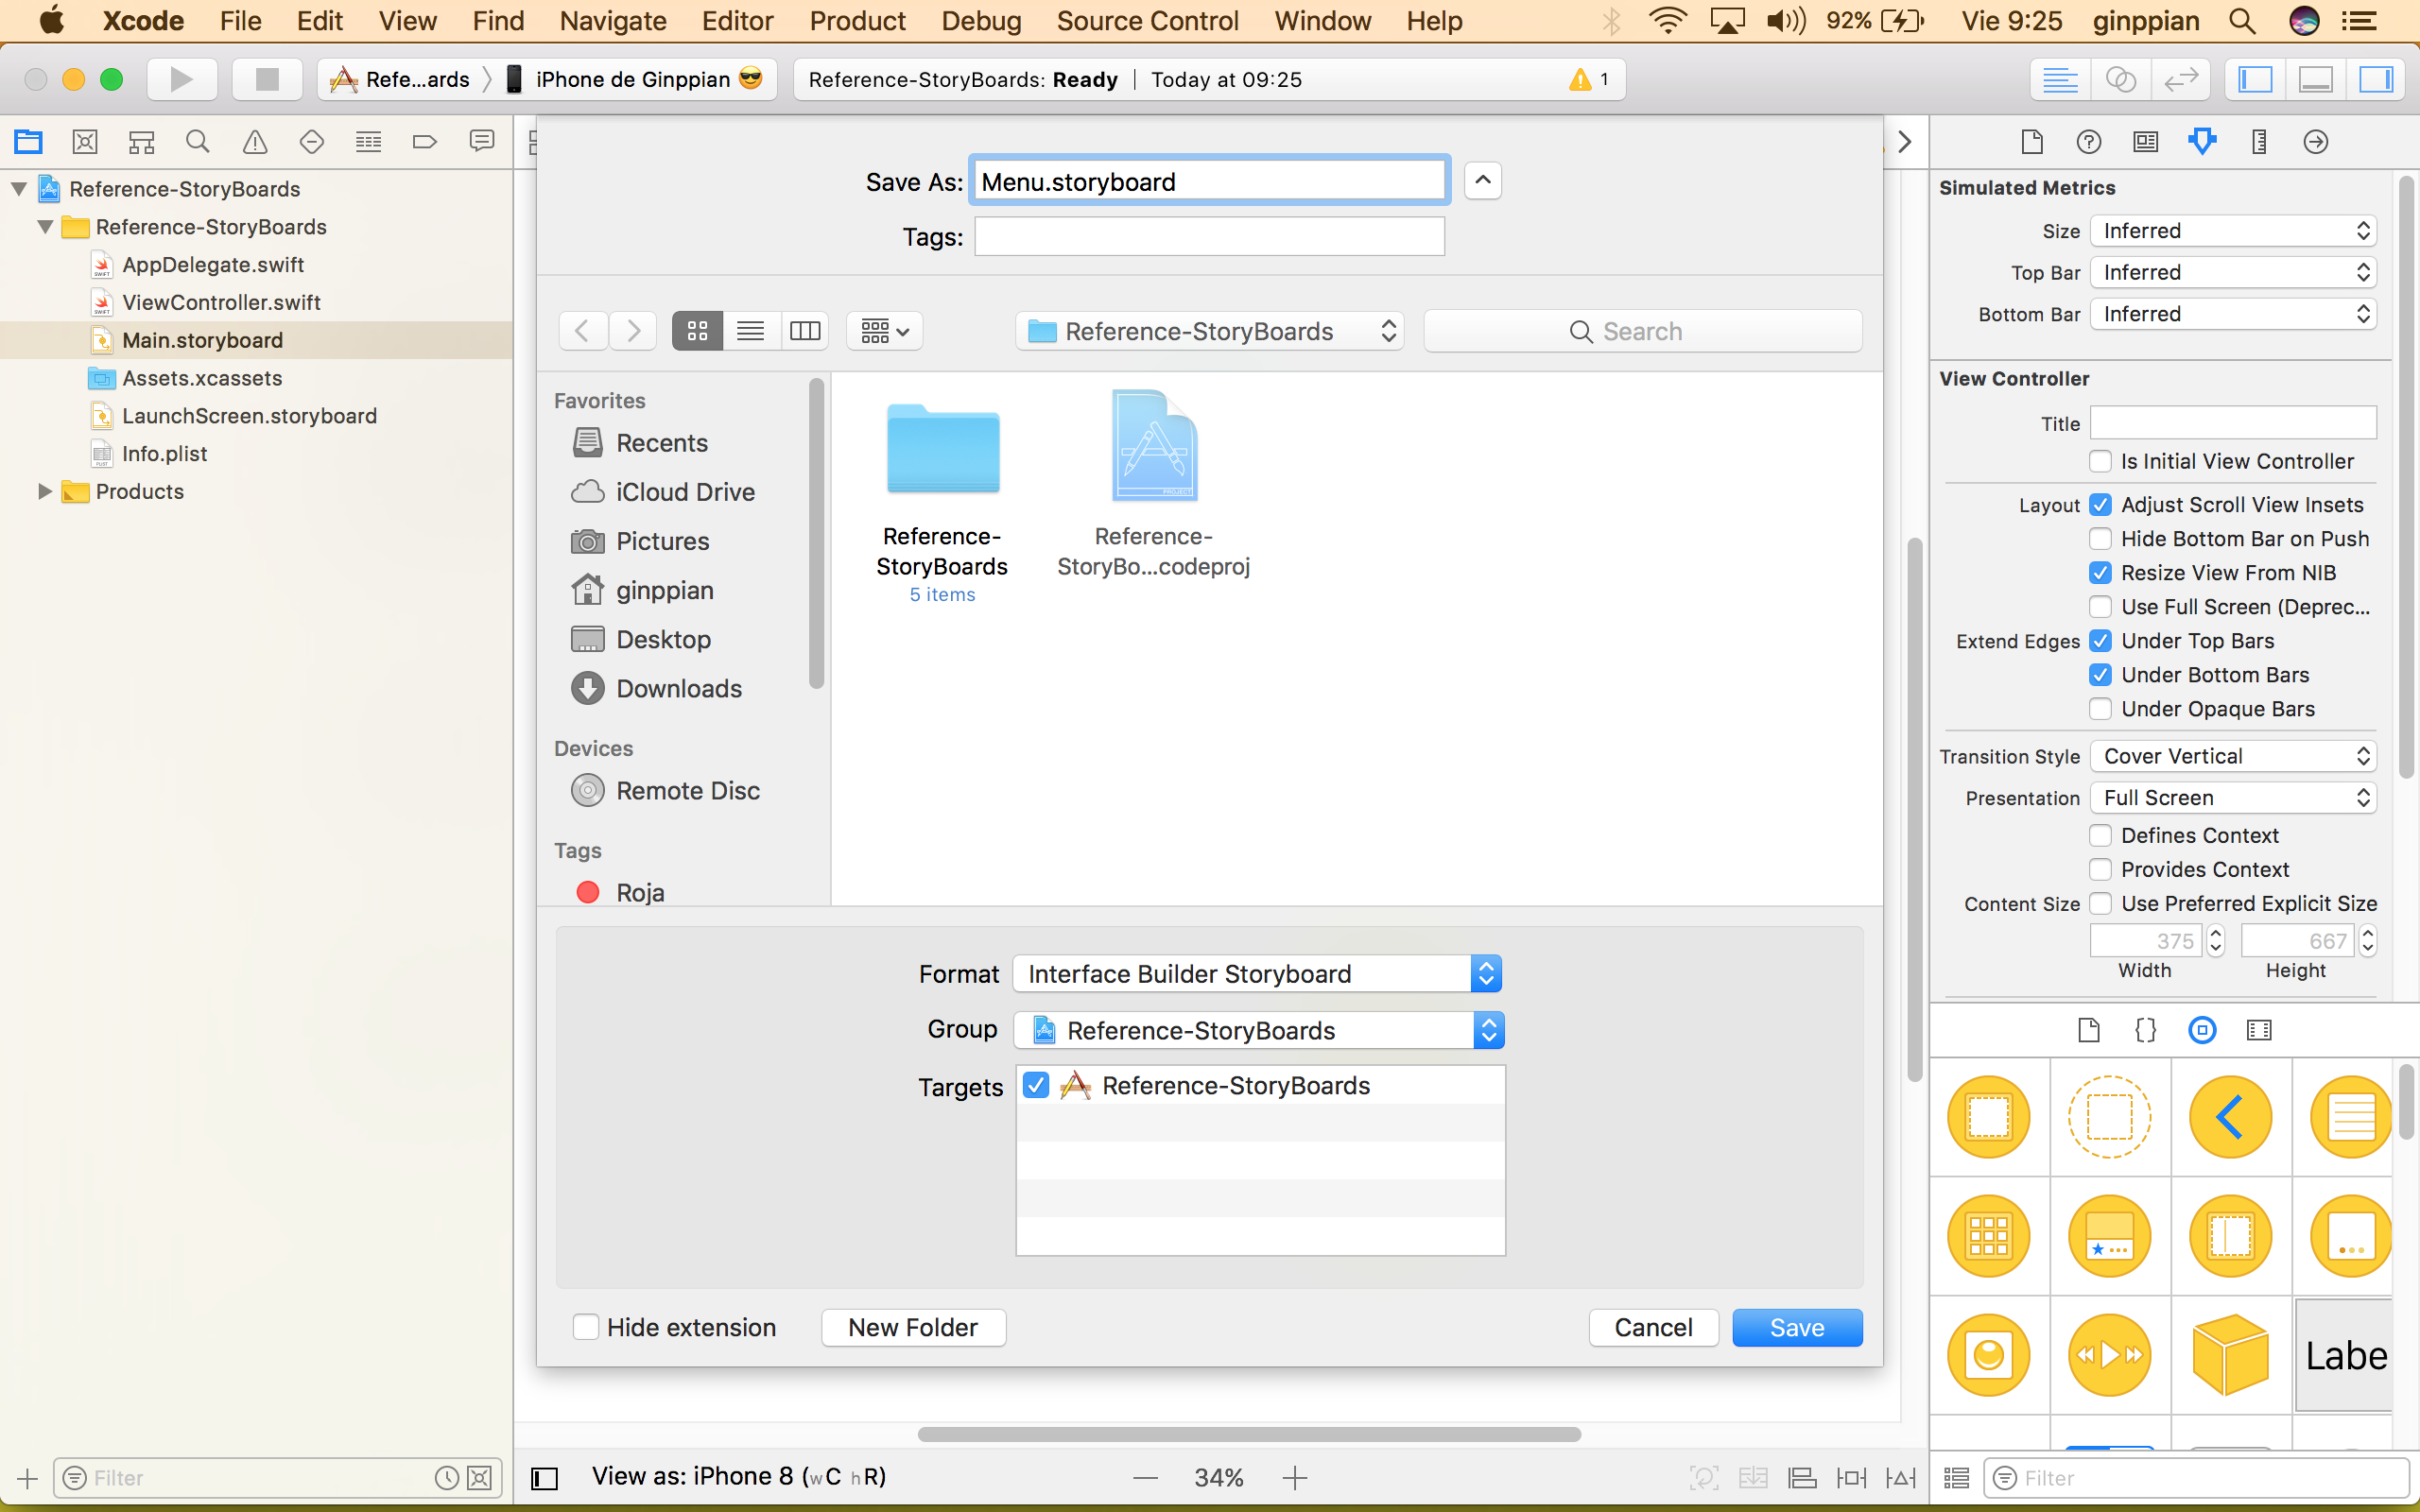 Xcode File Edit View Find Navigate Editor Product Debug Source Control Window Help 92% Vie 9:25 ginppian
Refe...ards iPhone de Ginppian 😎 Reference-StoryBoards: Ready Today at 09:25 1
Reference-StoryBoards
Reference-StoryBoards
AppDelegate.swift
ViewController.swift
Main.storyboard
Assets.xcassets
LaunchScreen.storyboard
Info.plist
Products
Filter
Save As: Menu.storyboard
Tags:
Reference-StoryBoards
Search
Favorites
Recents
iCloud Drive
Pictures
ginppian
Desktop
Downloads
Devices
Remote Disc
Tags
Roja
Reference-
StoryBoards
5 items
Reference-
StoryBo...codeproj
PROJECT
Format Interface Builder Storyboard
Group Reference-StoryBoards
Targets Reference-StoryBoards
Hide extension New Folder Cancel Save
View as: iPhone 8 (wC hR) 34%
Simulated Metrics
Size Inferred
Top Bar Inferred
Bottom Bar Inferred
View Controller
Title
Is Initial View Controller
Layout Adjust Scroll View Insets
Hide Bottom Bar on Push
Resize View From NIB
Use Full Screen (Deprec...
Extend Edges Under Top Bars
Under Bottom Bars
Under Opaque Bars
Transition Style Cover Vertical
Presentation Full Screen
Defines Context
Provides Context
Content Size Use Preferred Explicit Size
375 667
Width Height
{}
Labe
Filter